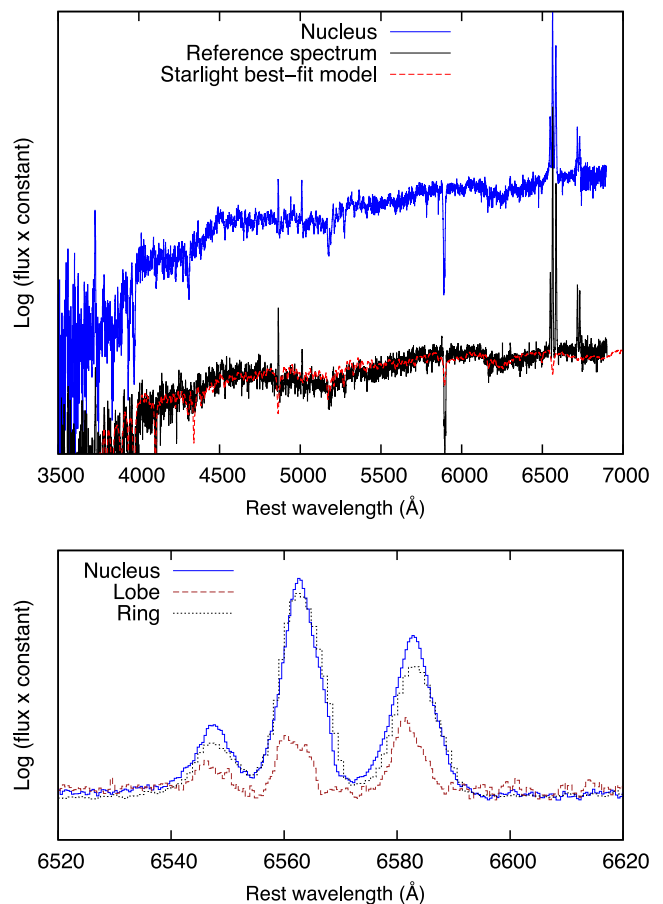 Nucleus
Reference spectrum
Starlight best-fit model
Log (flux x constant)
3500 4000 4500 5000 5500 6000 6500 7000
Rest wavelength (Å)
Nucleus
Lobe
Ring
Log (flux x constant)
6520 6540 6560 6580 6600 6620
Rest wavelength (Å)